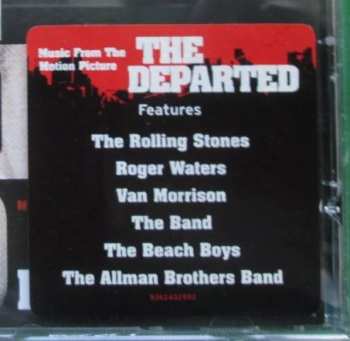 Music From The
Motion Picture
THE
DEPARTED
Features
The Rolling Stones
Roger Waters
Van Morrison
The Band
The Beach Boys
The Allman Brothers Band